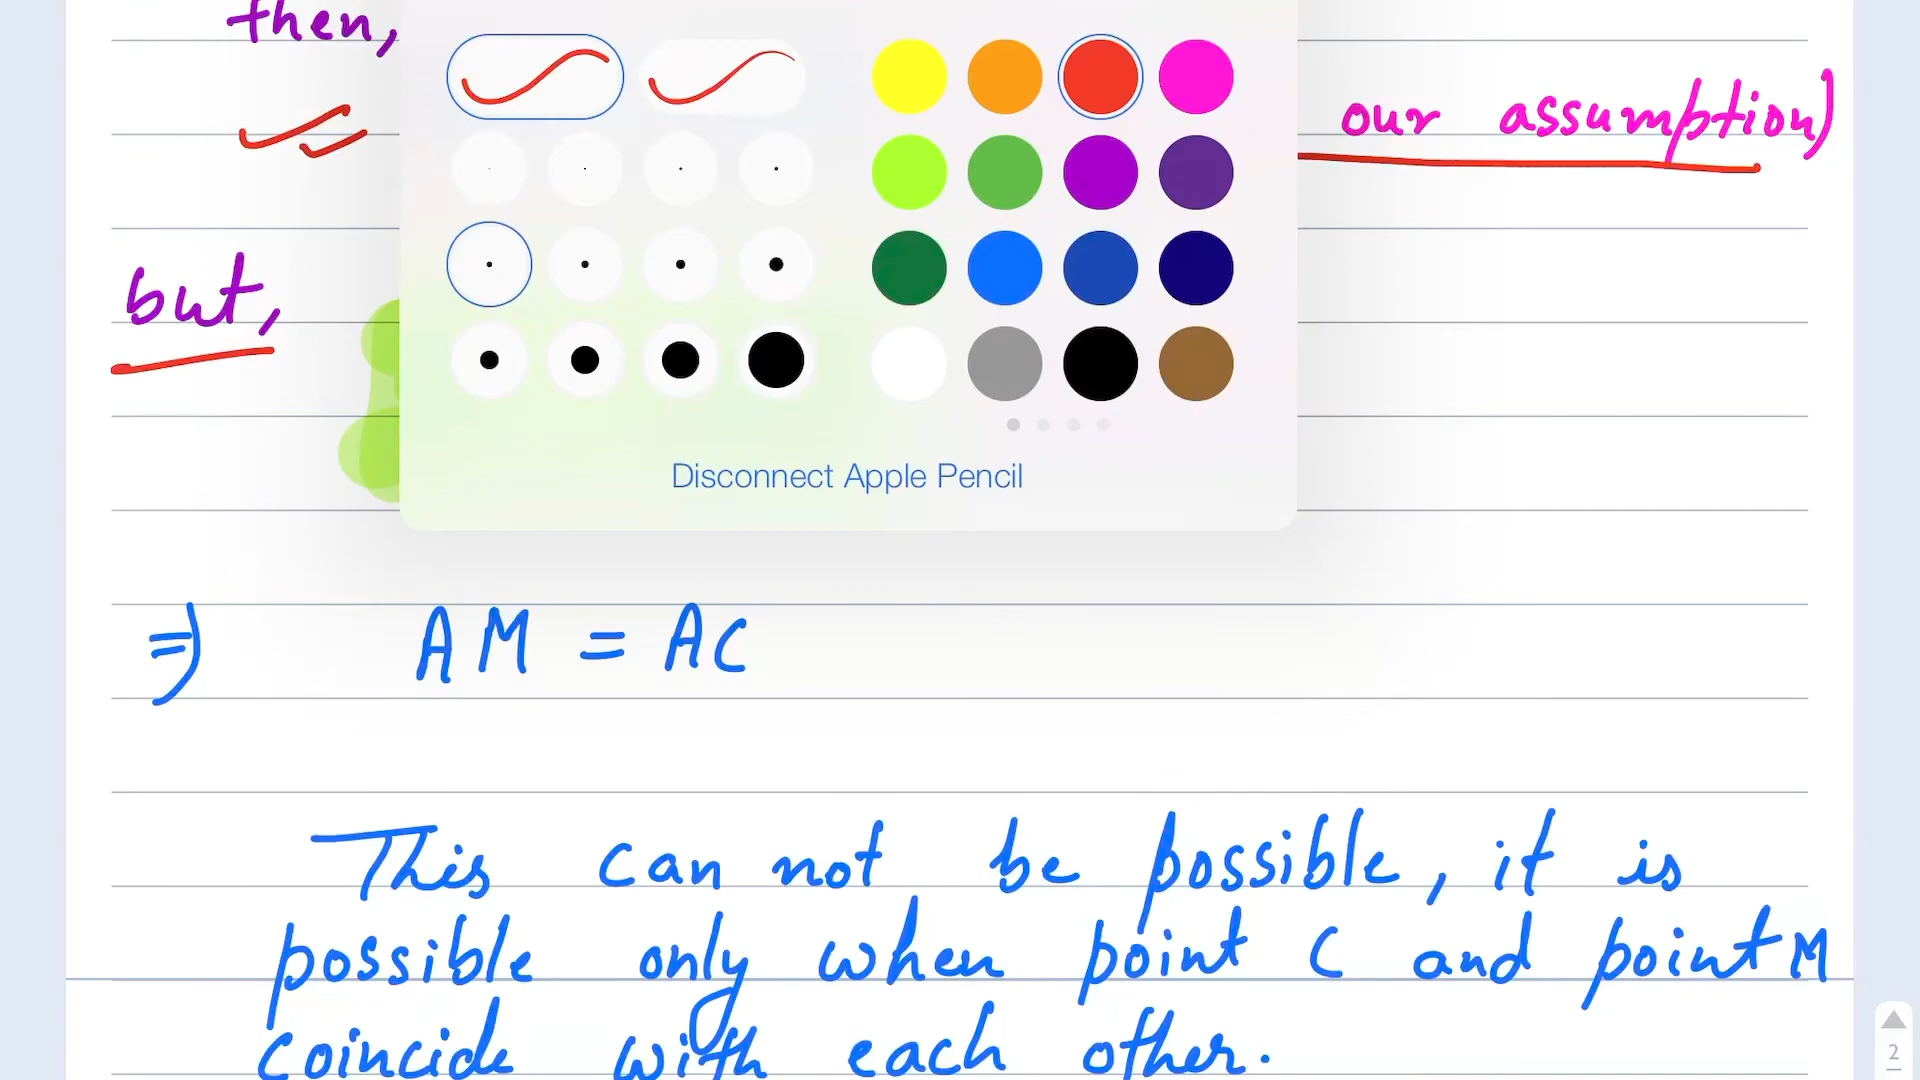 then,
our assumption)
but,
Disconnect Apple Pencil
⇒ AM = AC
This can not be possible, it is
possible only when point C and point M
coincide with each other.
2